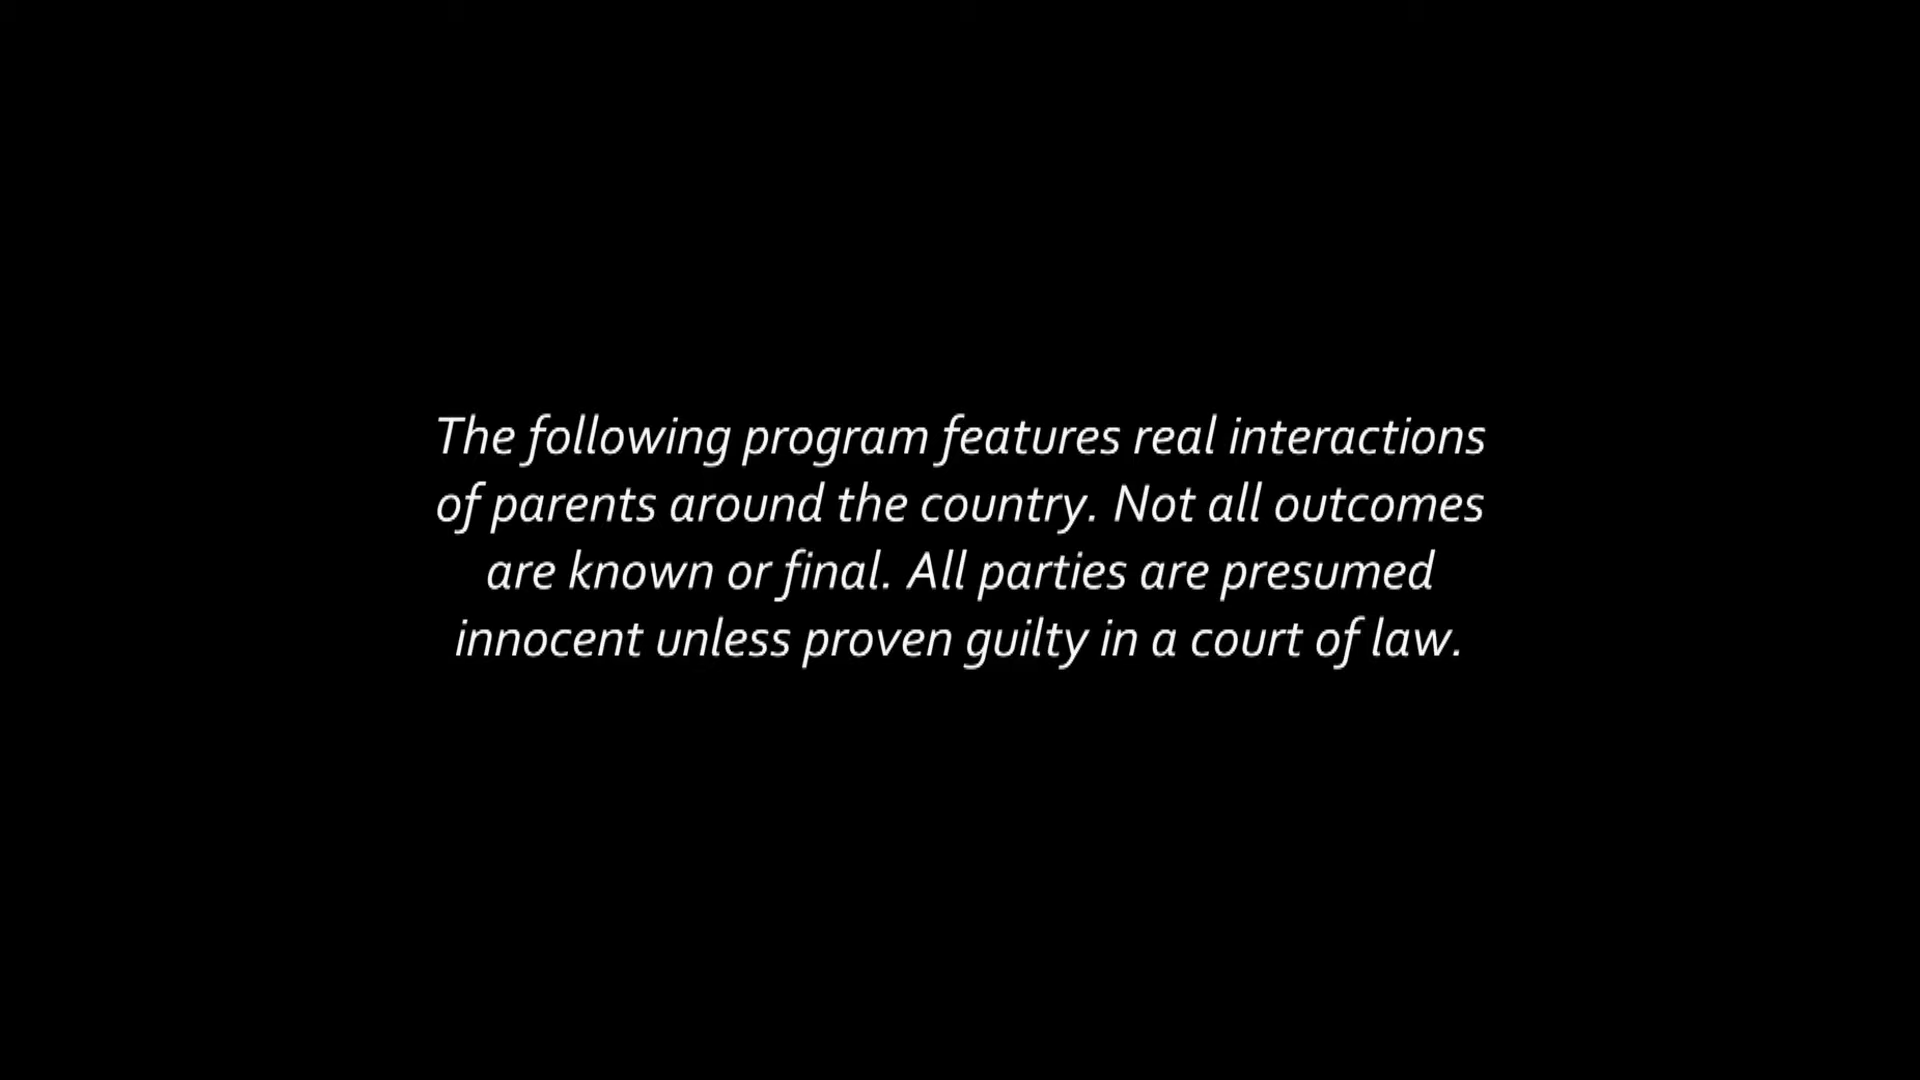 The following program features real interactions
of parents around the country. Not all outcomes
are known or final. All parties are presumed
innocent unless proven guilty in a court of law.